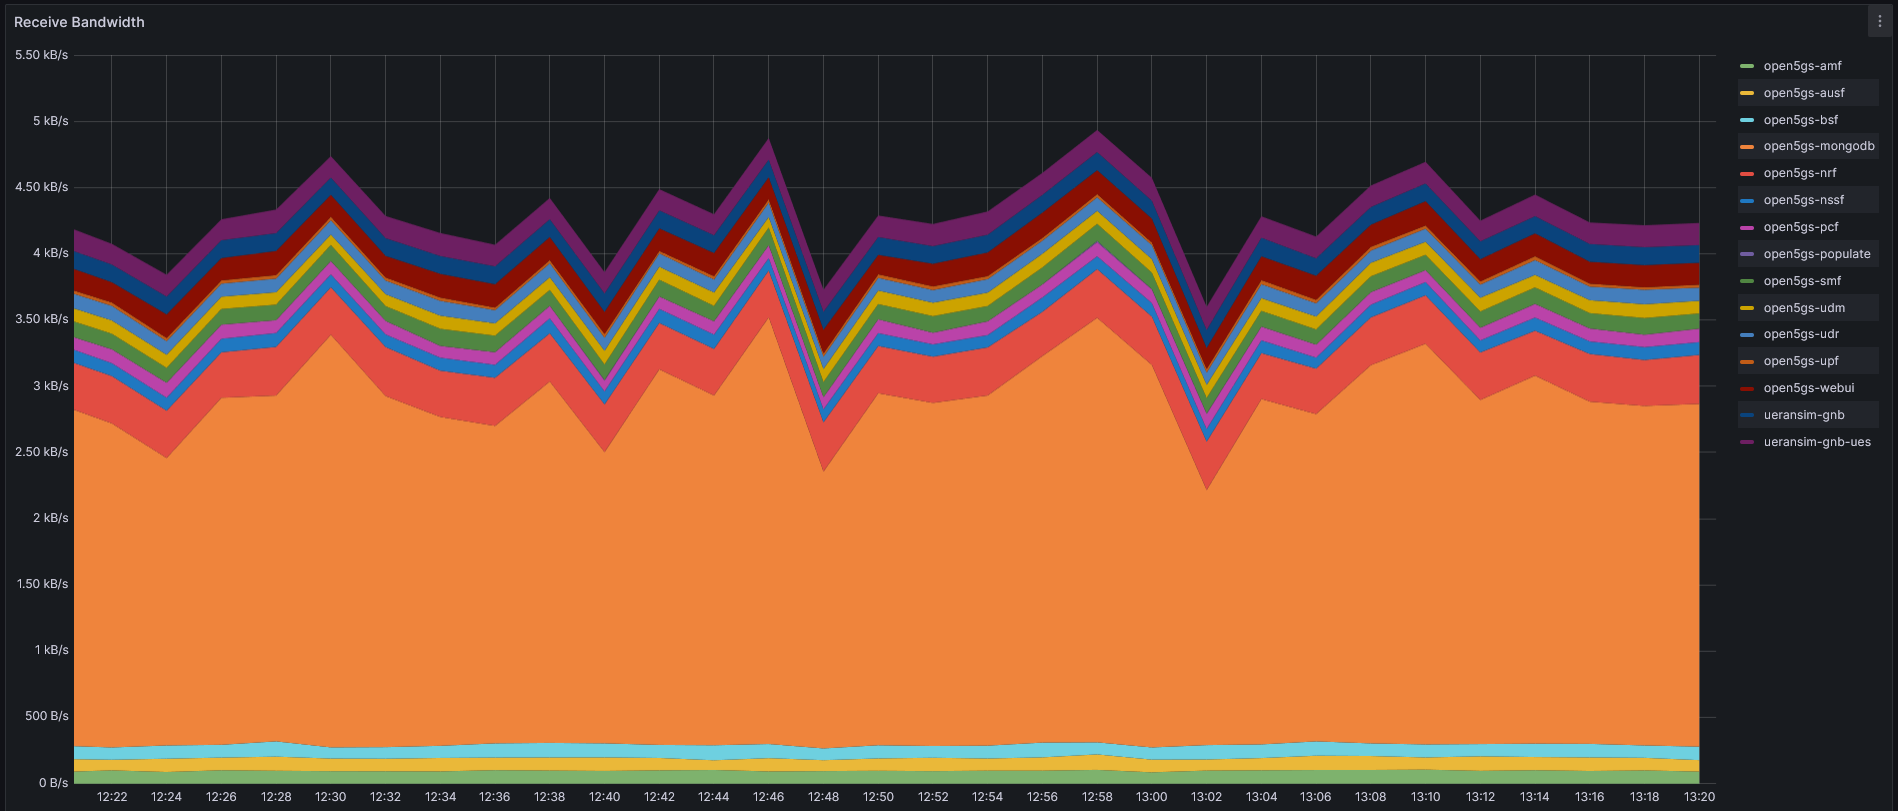 Receive Bandwidth
5.50 kB/s
5 kB/s
4.50 kB/s
4 kB/s
3.50 kB/s
3 kB/s
2.50 kB/s
2 kB/s
1.50 kB/s
1 kB/s
500 B/s
0 B/s
12:22 12:24 12:26 12:28 12:30 12:32 12:34 12:36 12:38 12:40 12:42 12:44 12:46 12:48 12:50 12:52 12:54 12:56 12:58 13:00 13:02 13:04 13:06 13:08 13:10 13:12 13:14 13:16 13:18 13:20
open5gs-amf
open5gs-ausf
open5gs-bsf
open5gs-mongodb
open5gs-nrf
open5gs-nssf
open5gs-pcf
open5gs-populate
open5gs-smf
open5gs-udm
open5gs-udr
open5gs-upf
open5gs-webui
ueransim-gnb
ueransim-gnb-ues